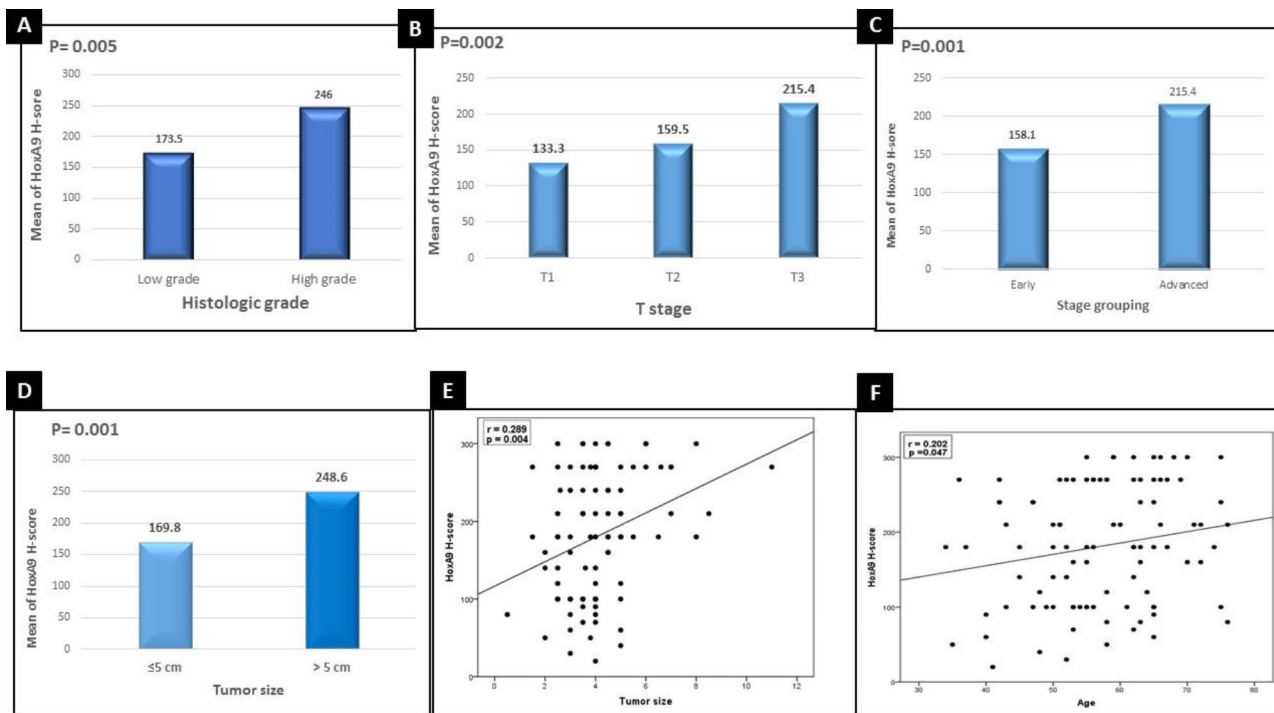 A
P= 0.005
Mean of HoxA9 H-sore
300
250
200
150
100
50
0
173.5
246
Low grade
High grade
Histologic grade
B
P=0.002
Mean of HoxA9 H-score
250
200
150
100
50
0
133.3
159.5
215.4
T1
T2
T3
T stage
C
P=0.001
Mean of HoxA9 H-score
250
200
150
100
50
0
158.1
215.4
Early
Advanced
Stage grouping
D
P= 0.001
Mean of HoxA9 H-score
300
250
200
150
100
50
0
169.8
248.6
≤5 cm
> 5 cm
Tumor size
E
r = 0.289
p = 0.004
HoxA9 H-score
300
200
100
0
0
2
4
6
8
10
12
Tumor size
F
r = 0.202
p =0.047
HoxA9 H-score
300
200
100
0
30
40
50
60
70
80
Age